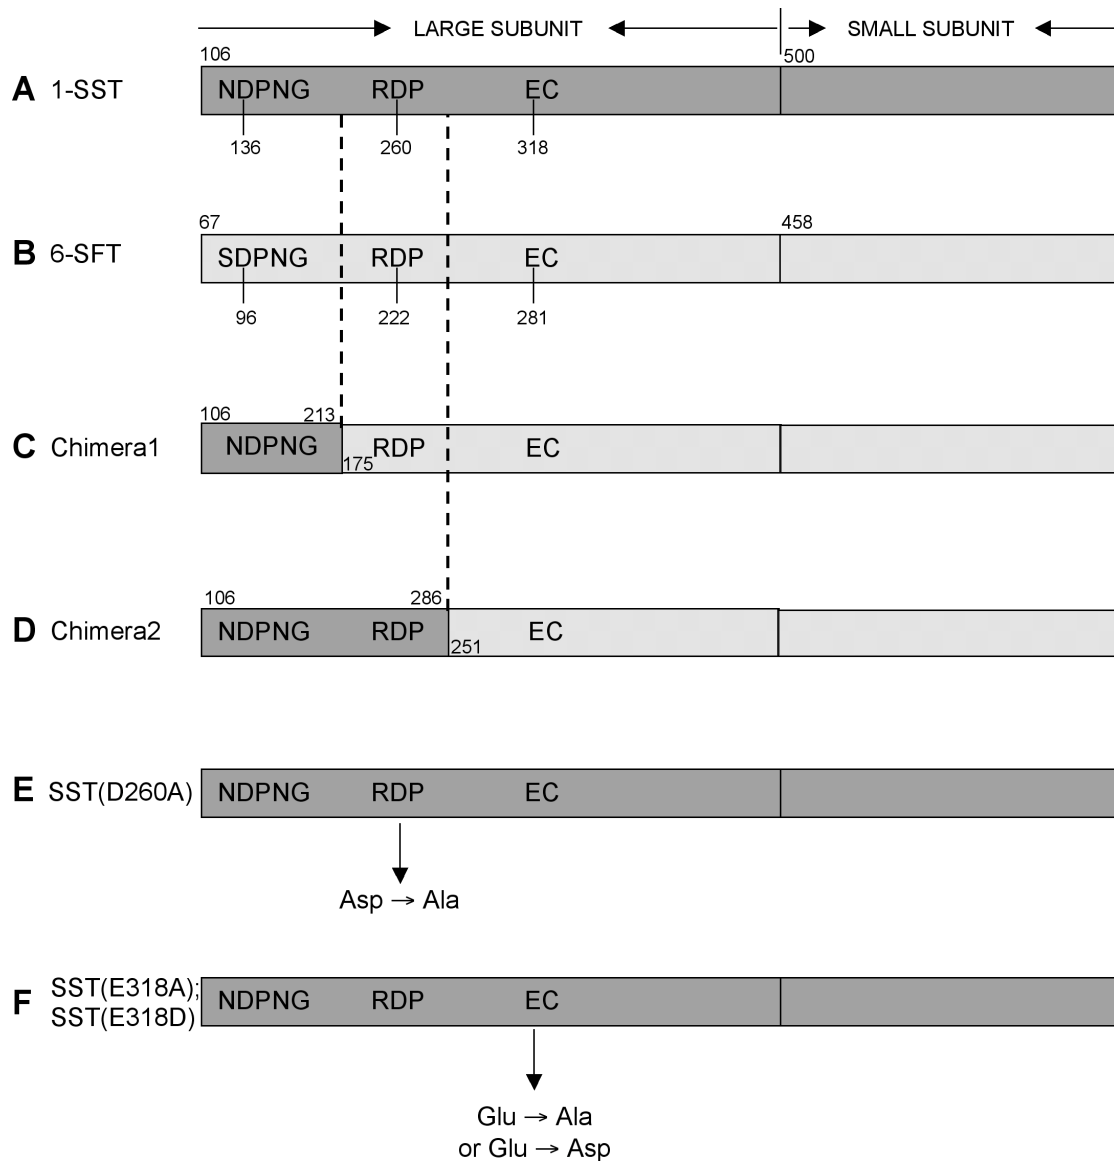 LARGE SUBUNIT SMALL SUBUNIT
106 500
A 1-SST NDPNG RDP EC
136 260 318
67 458
B 6-SFT SDPNG RDP EC
96 222 281
106 213
C Chimera1 NDPNG RDP EC
175
106 286
D Chimera2 NDPNG RDP EC
251
E SST(D260A) NDPNG RDP EC
Asp → Ala
F SST(E318A); NDPNG RDP EC
SST(E318D)
Glu → Ala
or Glu → Asp